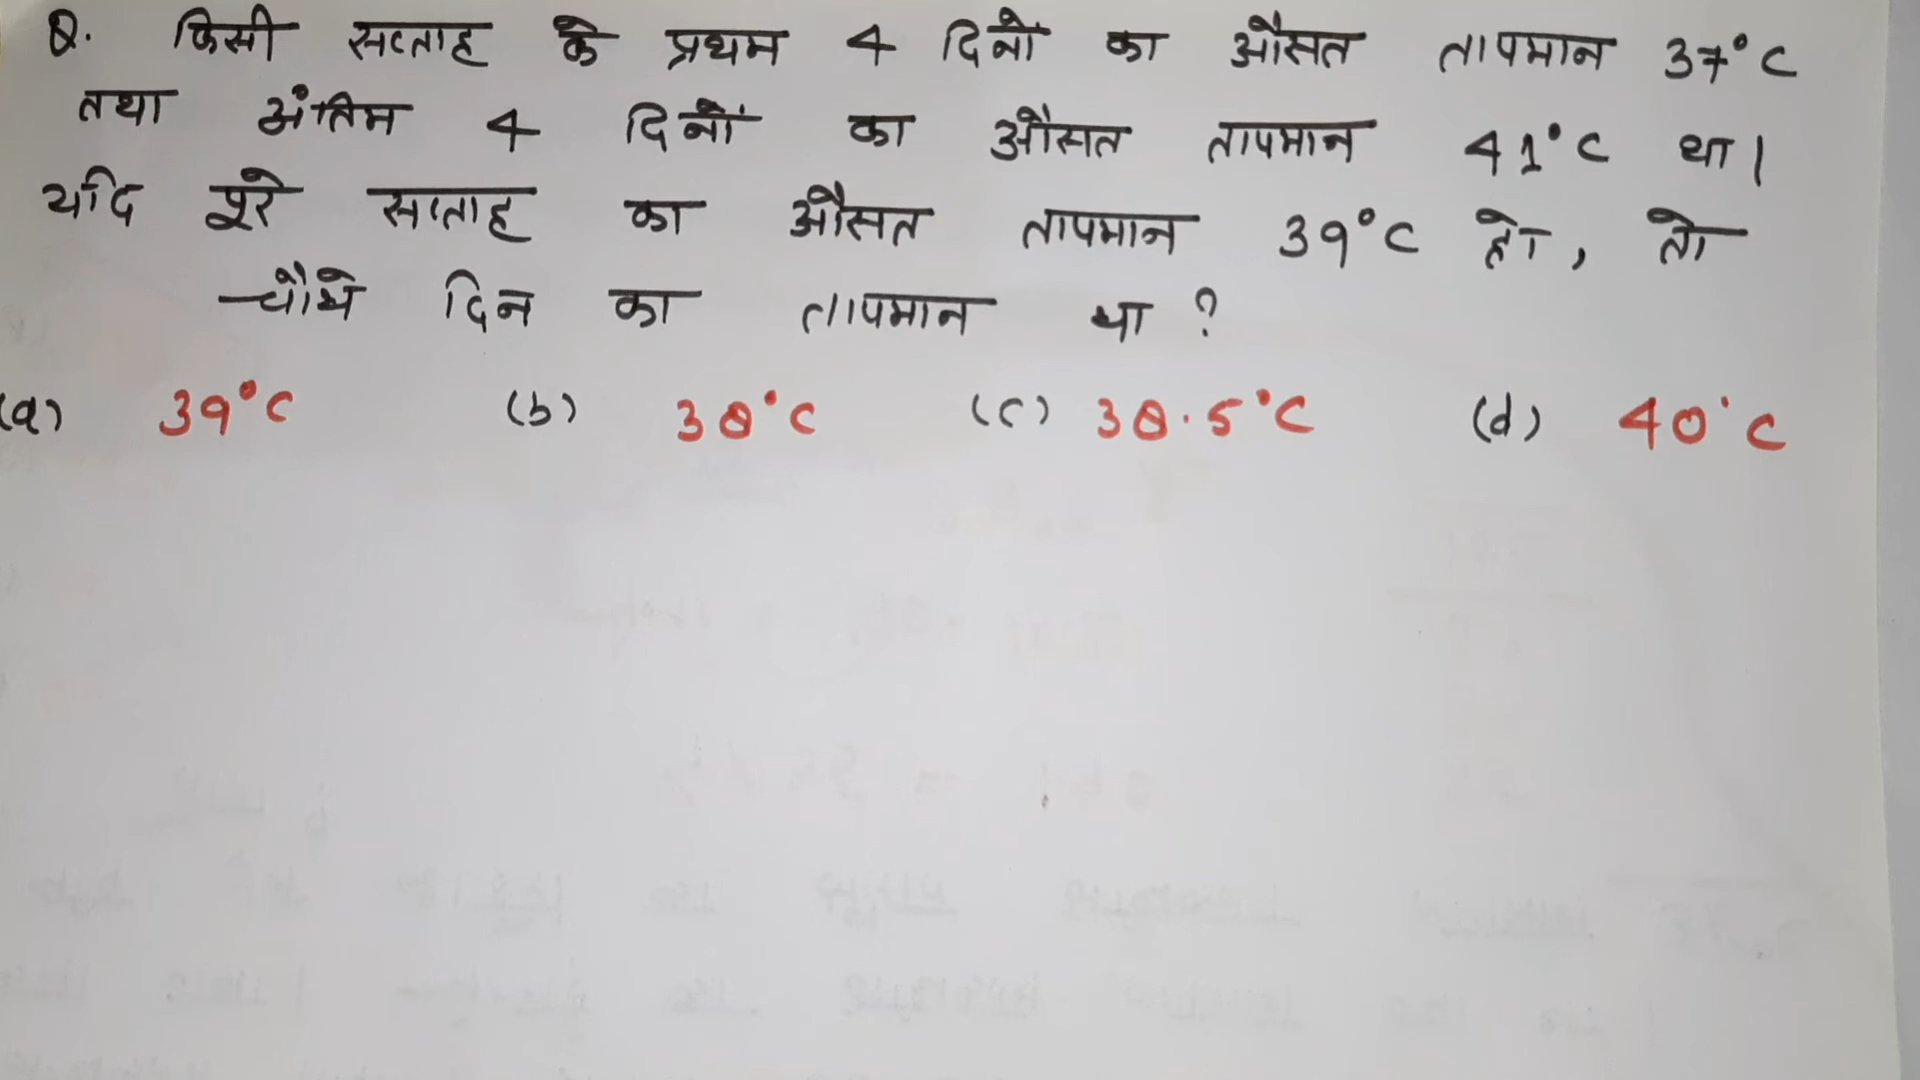 Q. किसी सप्ताह के प्रथम 4 दिनों का औसत तापमान 37°C
तथा अंतिम 4 दिनों का औसत तापमान 41°C था।
यदि पूरे सप्ताह का औसत तापमान 39°C हो, तो
चौथे दिन का तापमान था ?
(a) 39°C (b) 38°C (c) 38.5°C (d) 40°C